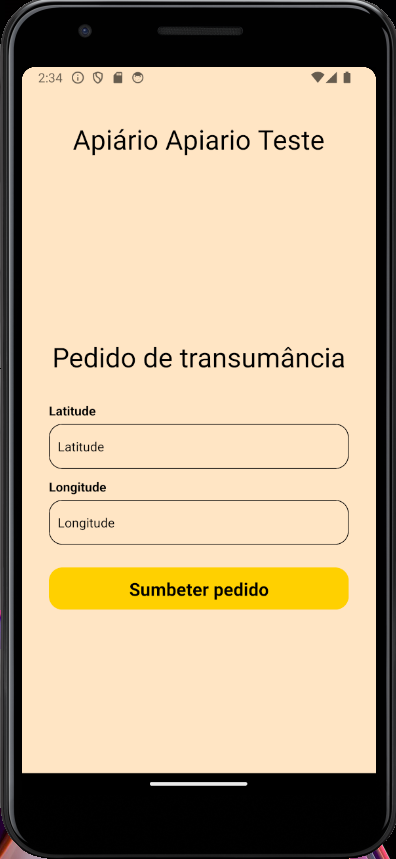 2:34
Apiário Apiario Teste
Pedido de transumância
Latitude
Latitude
Longitude
Longitude
Sumbeter pedido